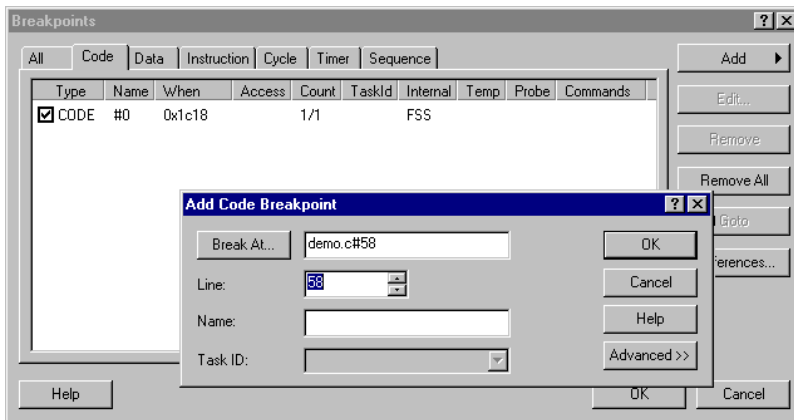 Breakpoints
All Code Data Instruction Cycle Timer Sequence
Add
Type Name When Access Count TaskId Internal Temp Probe Commands
CODE #0 0x1c18 1/1 FSS
Edit...
Remove
Remove All
Add Code Breakpoint
Goto
Break At... demo.c#58 OK
ferences...
Line: 58 Cancel
Name: Help
Task ID: Advanced >>
Help OK Cancel